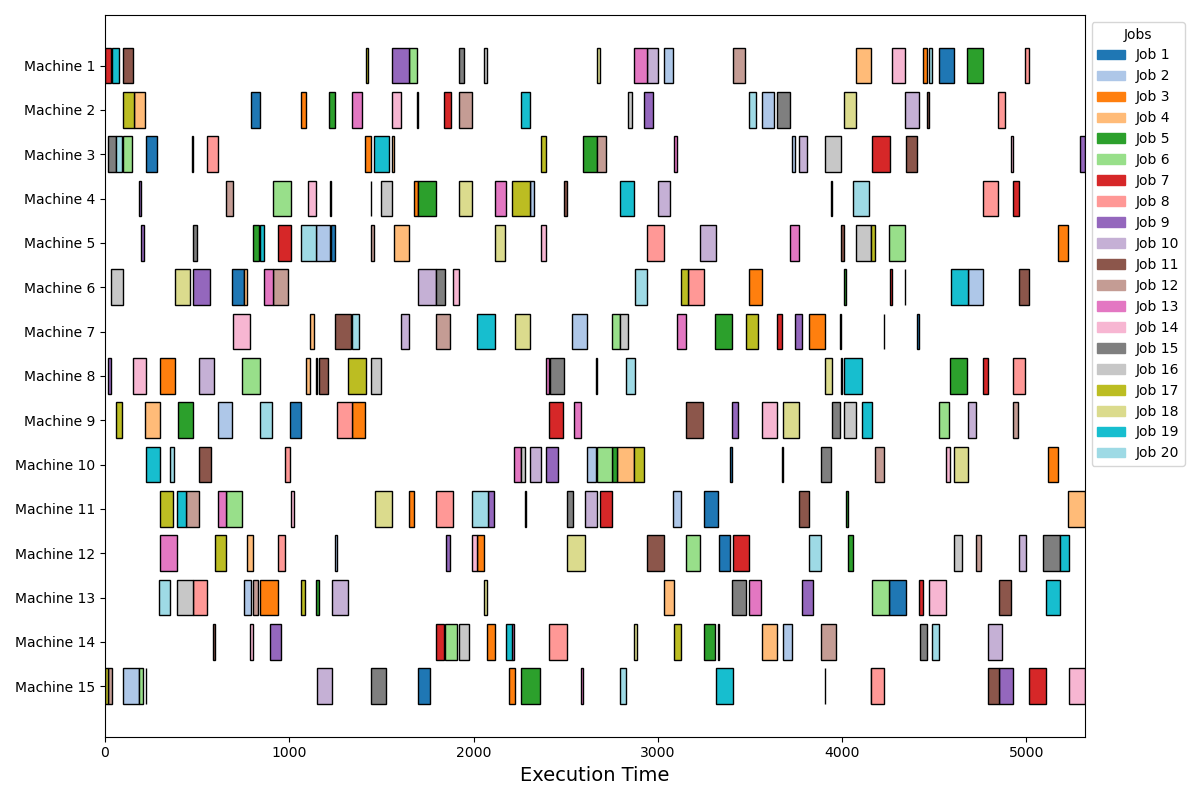 Machine 1
Machine 2
Machine 3
Machine 4
Machine 5
Machine 6
Machine 7
Machine 8
Machine 9
Machine 10
Machine 11
Machine 12
Machine 13
Machine 14
Machine 15
0 1000 2000 3000 4000 5000
Execution Time
Jobs
Job 1
Job 2
Job 3
Job 4
Job 5
Job 6
Job 7
Job 8
Job 9
Job 10
Job 11
Job 12
Job 13
Job 14
Job 15
Job 16
Job 17
Job 18
Job 19
Job 20